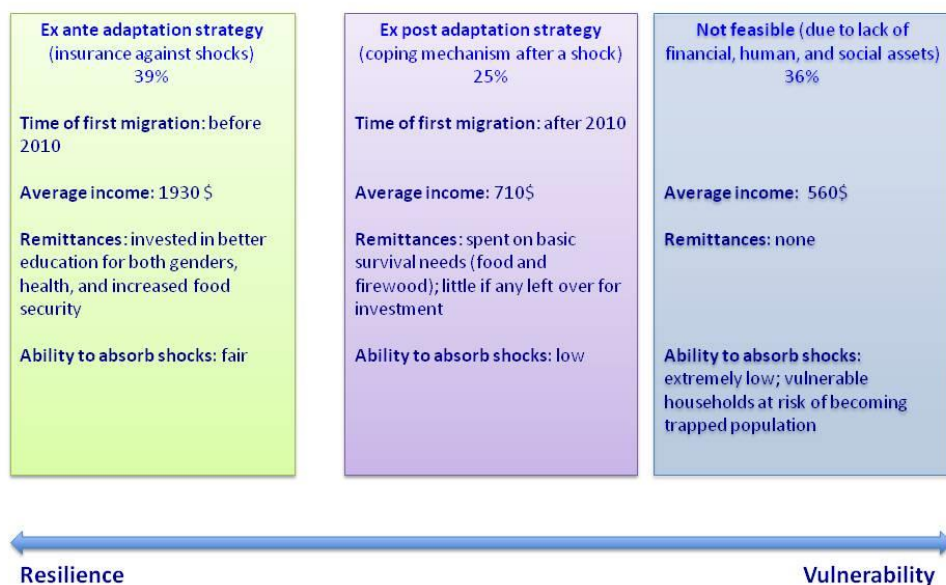 Ex ante adaptation strategy
(insurance against shocks)
39%
Time of first migration: before
2010
Average income: 1930 $
Remittances: invested in better
education for both genders,
health, and increased food
security
Ability to absorb shocks: fair
Ex post adaptation strategy
(coping mechanism after a shock)
25%
Time of first migration: after 2010
Average income: 710$
Remittances: spent on basic
survival needs (food and
firewood); little if any left over for
investment
Ability to absorb shocks: low
Not feasible (due to lack of
financial, human, and social assets)
36%
Average income: 560$
Remittances: none
Ability to absorb shocks:
extremely low; vulnerable
households at risk of becoming
trapped population
Resilience
Vulnerability